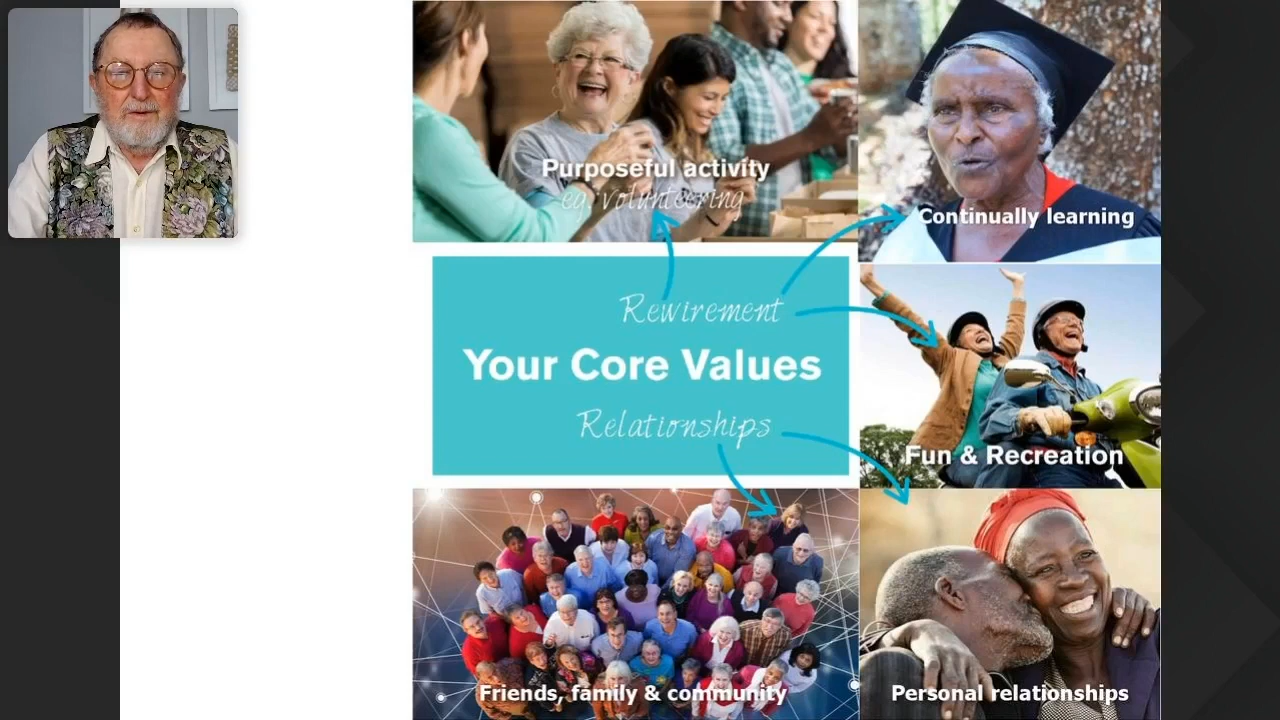 Purposeful activity
eg. volunteering
Continually learning
Rewirement
Your Core Values
Relationships
Fun & Recreation
Friends, family & community
Personal relationships